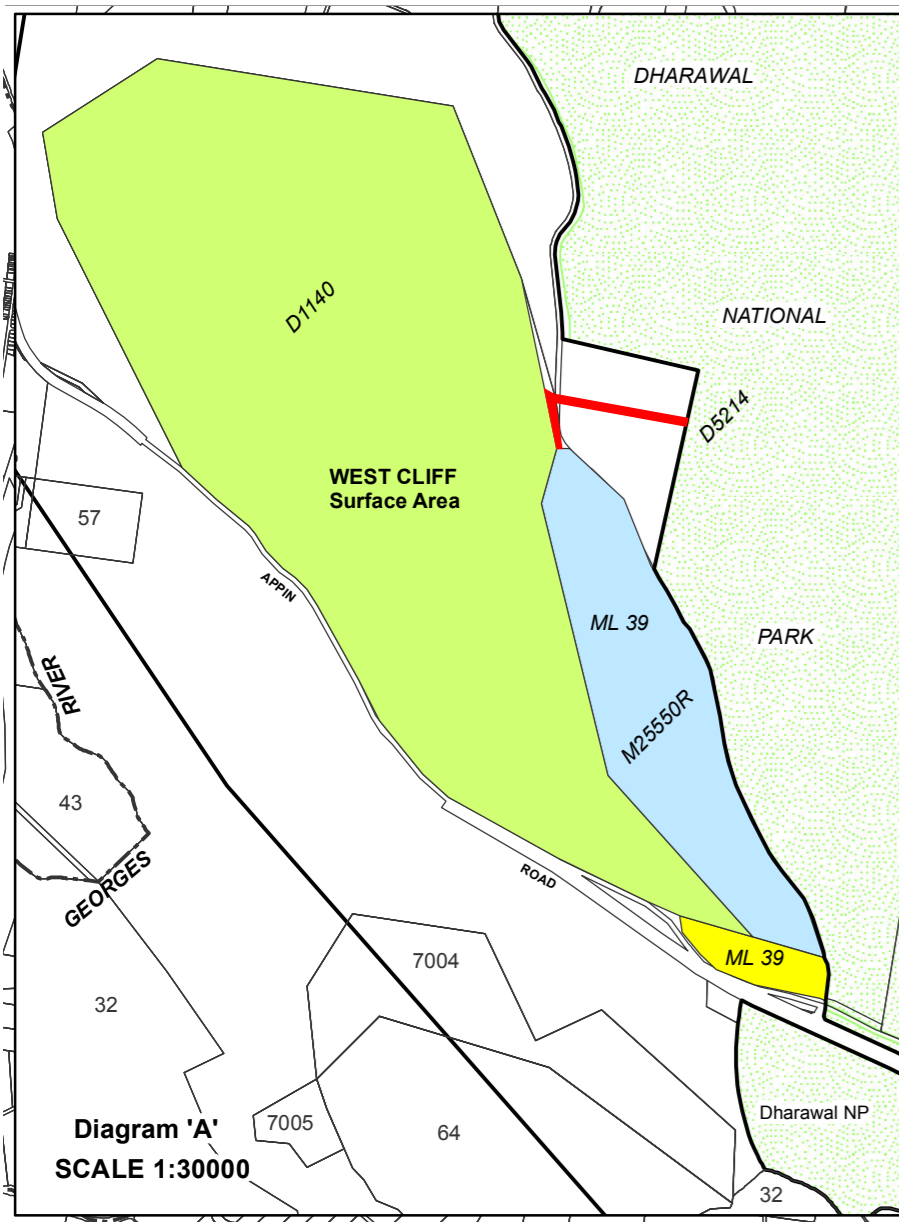 DHARAWAL
D1140
NATIONAL
D5214
WEST CLIFF
Surface Area
57
APPIN
ML 39
PARK
RIVER
M25550R
43
GEORGES
ROAD
7004
ML 39
32
7005
64
Dharawal NP
Diagram 'A'
SCALE 1:30000
32